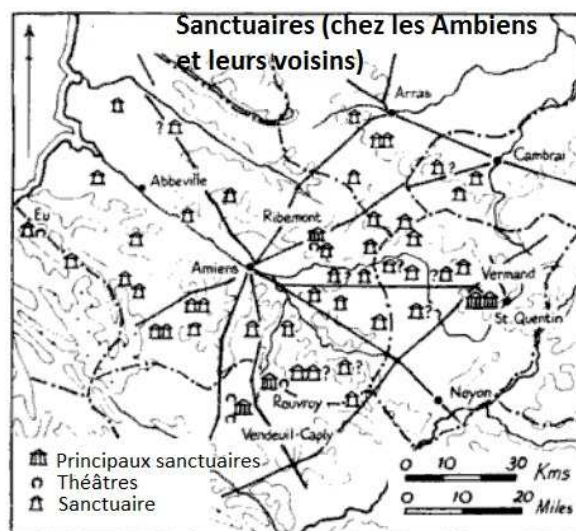 Sanctuaires (chez les Ambiens
et leurs voisins)
Arras
Cambrai
?
?
Abbeville
Ribemont
Eu
Amiens
?
?
?
Vermand
St. Quentin
?
?
?
Rouvroy
Noyon
Vendeuil-Caply
Principaux sanctuaires
Théâtres
Sanctuaire
0 10 30
Kms
0 10 20
Miles